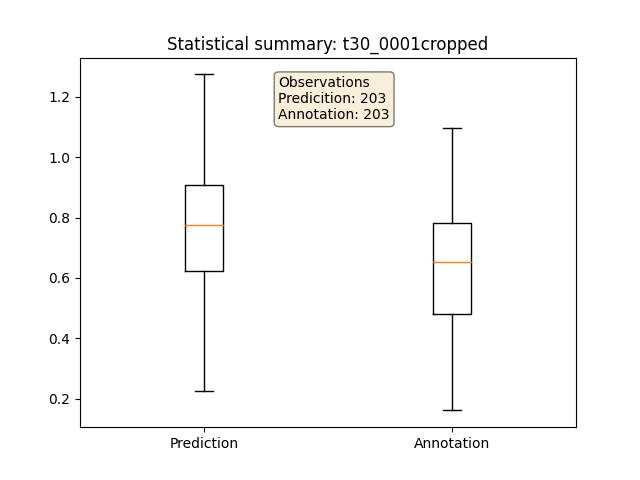 Statistical summary: t30_0001cropped
Observations
Predicition: 203
Annotation: 203
1.2
1.0
0.8
0.6
0.4
0.2
Prediction
Annotation